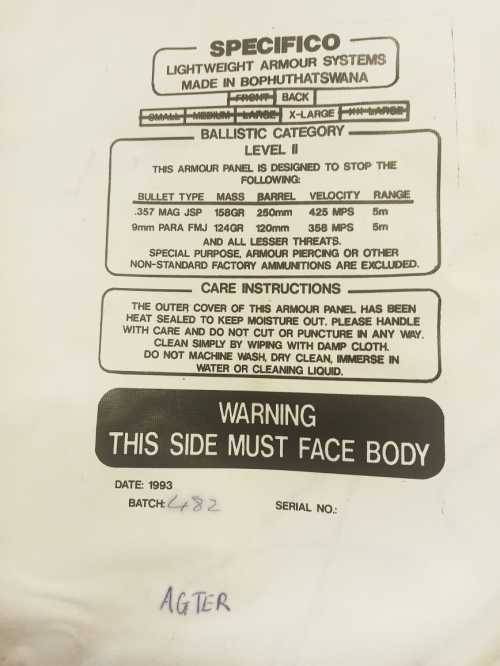 SPECIFICO
LIGHTWEIGHT ARMOUR SYSTEMS
MADE IN BOPHUTHATSWANA
FRONT BACK
SMALL MEDIUM LARGE X-LARGE XX-LARGE
BALLISTIC CATEGORY
LEVEL II
THIS ARMOUR PANEL IS DESIGNED TO STOP THE
FOLLOWING:
BULLET TYPE MASS BARREL VELOCITY RANGE
.357 MAG JSP 158GR 250mm 425 MPS 5m
9mm PARA FMJ 124GR 120mm 358 MPS 5m
AND ALL LESSER THREATS.
SPECIAL PURPOSE, ARMOUR PIERCING OR OTHER
NON-STANDARD FACTORY AMMUNITIONS ARE EXCLUDED.
CARE INSTRUCTIONS
THE OUTER COVER OF THIS ARMOUR PANEL HAS BEEN
HEAT SEALED TO KEEP MOISTURE OUT. PLEASE HANDLE
WITH CARE AND DO NOT CUT OR PUNCTURE IN ANY WAY.
CLEAN SIMPLY BY WIPING WITH DAMP CLOTH.
DO NOT MACHINE WASH, DRY CLEAN, IMMERSE IN
WATER OR CLEANING LIQUID.
WARNING
THIS SIDE MUST FACE BODY
DATE: 1993
BATCH: 482 SERIAL NO.:
AGTER